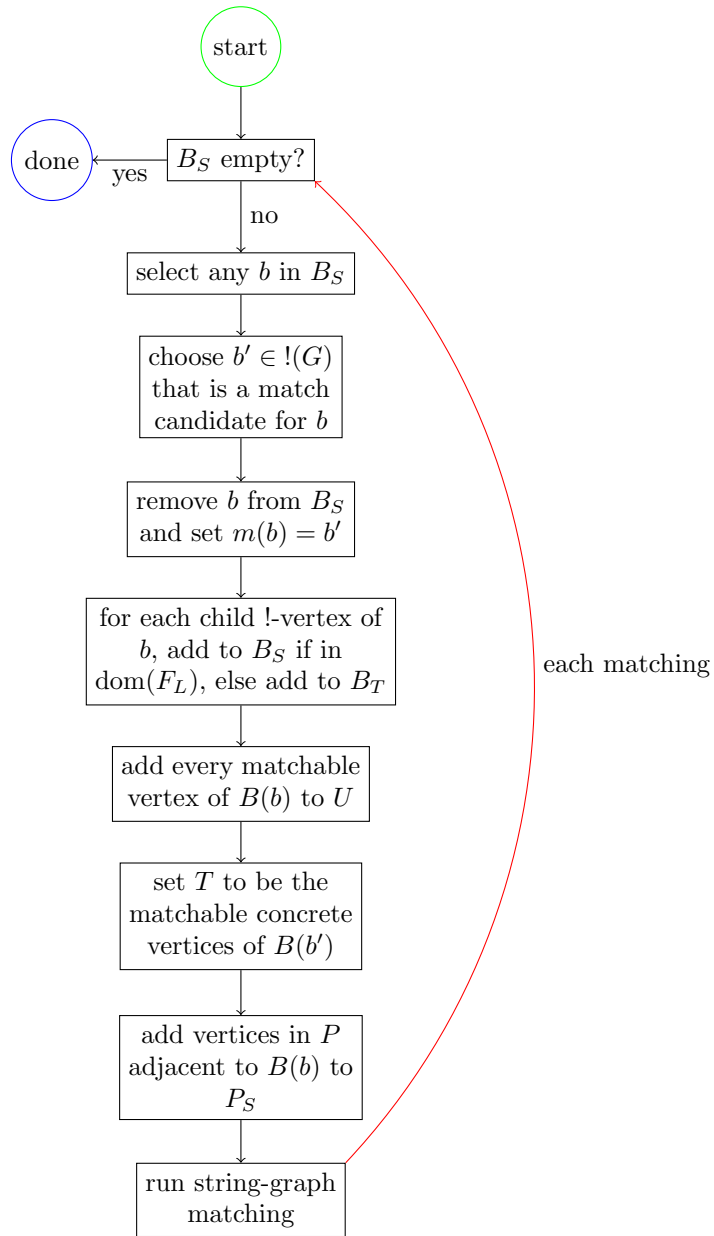 start
done
B_S empty?
yes
no
select any b in B_S
choose b′ ∈ !(G)
that is a match
candidate for b
remove b from B_S
and set m(b) = b′
for each child !-vertex of
b, add to B_S if in
dom(F_L), else add to B_T
each matching
add every matchable
vertex of B(b) to U
set T to be the
matchable concrete
vertices of B(b′)
add vertices in P
adjacent to B(b) to
P_S
run string-graph
matching